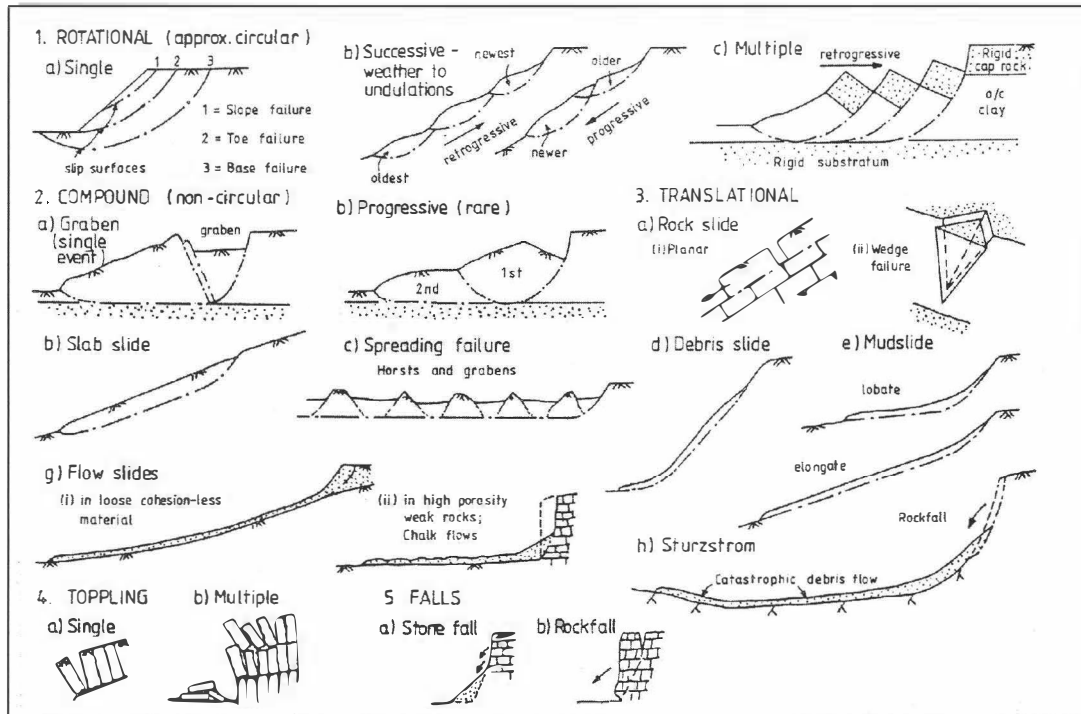 1. ROTATIONAL (approx. circular)
a) Single
1 2 3
1 = Slope failure
2 = Toe failure
3 = Base failure
slip surfaces
b) Successive -
weather to
undulations
newest
older
retrogressive
progressive
oldest
newer
c) Multiple
retrogressive
Rigid
cap rock
o/c
clay
Rigid substratum
2. COMPOUND (non-circular)
a) Graben
(single
event)
graben
b) Progressive (rare)
1st
2nd
3. TRANSLATIONAL
a) Rock slide
(i) Planar
(ii) Wedge
failure
b) Slab slide
c) Spreading failure
Horsts and grabens
d) Debris slide
e) Mudslide
lobate
elongate
g) Flow slides
(i) in loose cohesion-less
material
(ii) in high porosity
weak rocks;
Chalk flows
Rockfall
h) Sturzstrom
Catastrophic debris flow
4. TOPPLING
a) Single
b) Multiple
5 FALLS
a) Stone fall
b) Rockfall